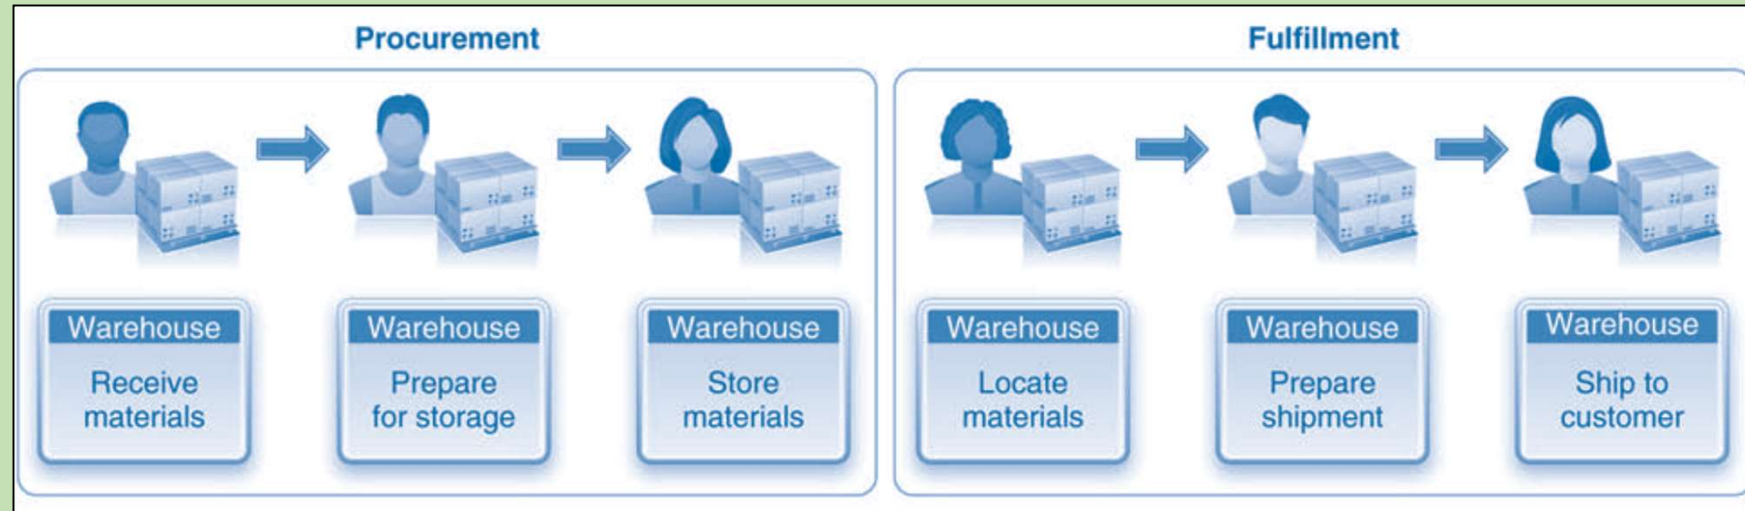 Procurement
Fulfillment
Warehouse
Receive
materials
Warehouse
Prepare
for storage
Warehouse
Store
materials
Warehouse
Locate
materials
Warehouse
Prepare
shipment
Warehouse
Ship to
customer